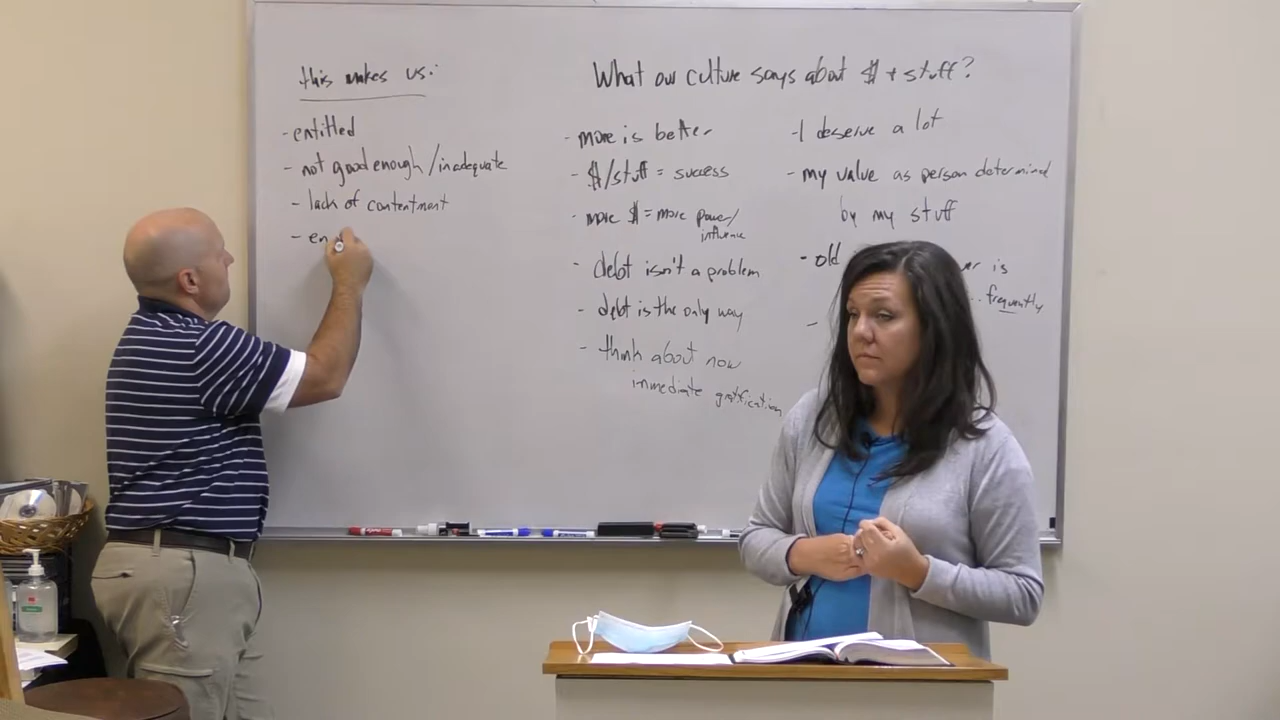 this makes us:
- entitled
- not good enough/inadequate
- lack of contentment
- en
What our culture says about $ + stuff?
- more is better
- $/stuff = success
- more $ = more power/
influence
- debt isn't a problem
- debt is the only way
- think about now
immediate gratification
- I deserve a lot
- my value as person determined
by my stuff
- old
is
.. frequently
-